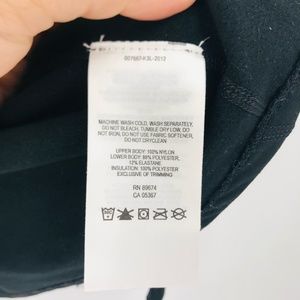 007667-K3L-2012
MACHINE WASH COLD, WASH SEPARATELY,
DO NOT BLEACH, TUMBLE DRY LOW, DO
NOT IRON, DO NOT USE FABRIC SOFTENER,
DO NOT DRYCLEAN
UPPER BODY: 100% NYLON
LOWER BODY: 88% POLYESTER,
12% ELASTANE
INSULATION: 100% POLYESTER
EXCLUSIVE OF TRIMMING
RN 89674
CA 05367